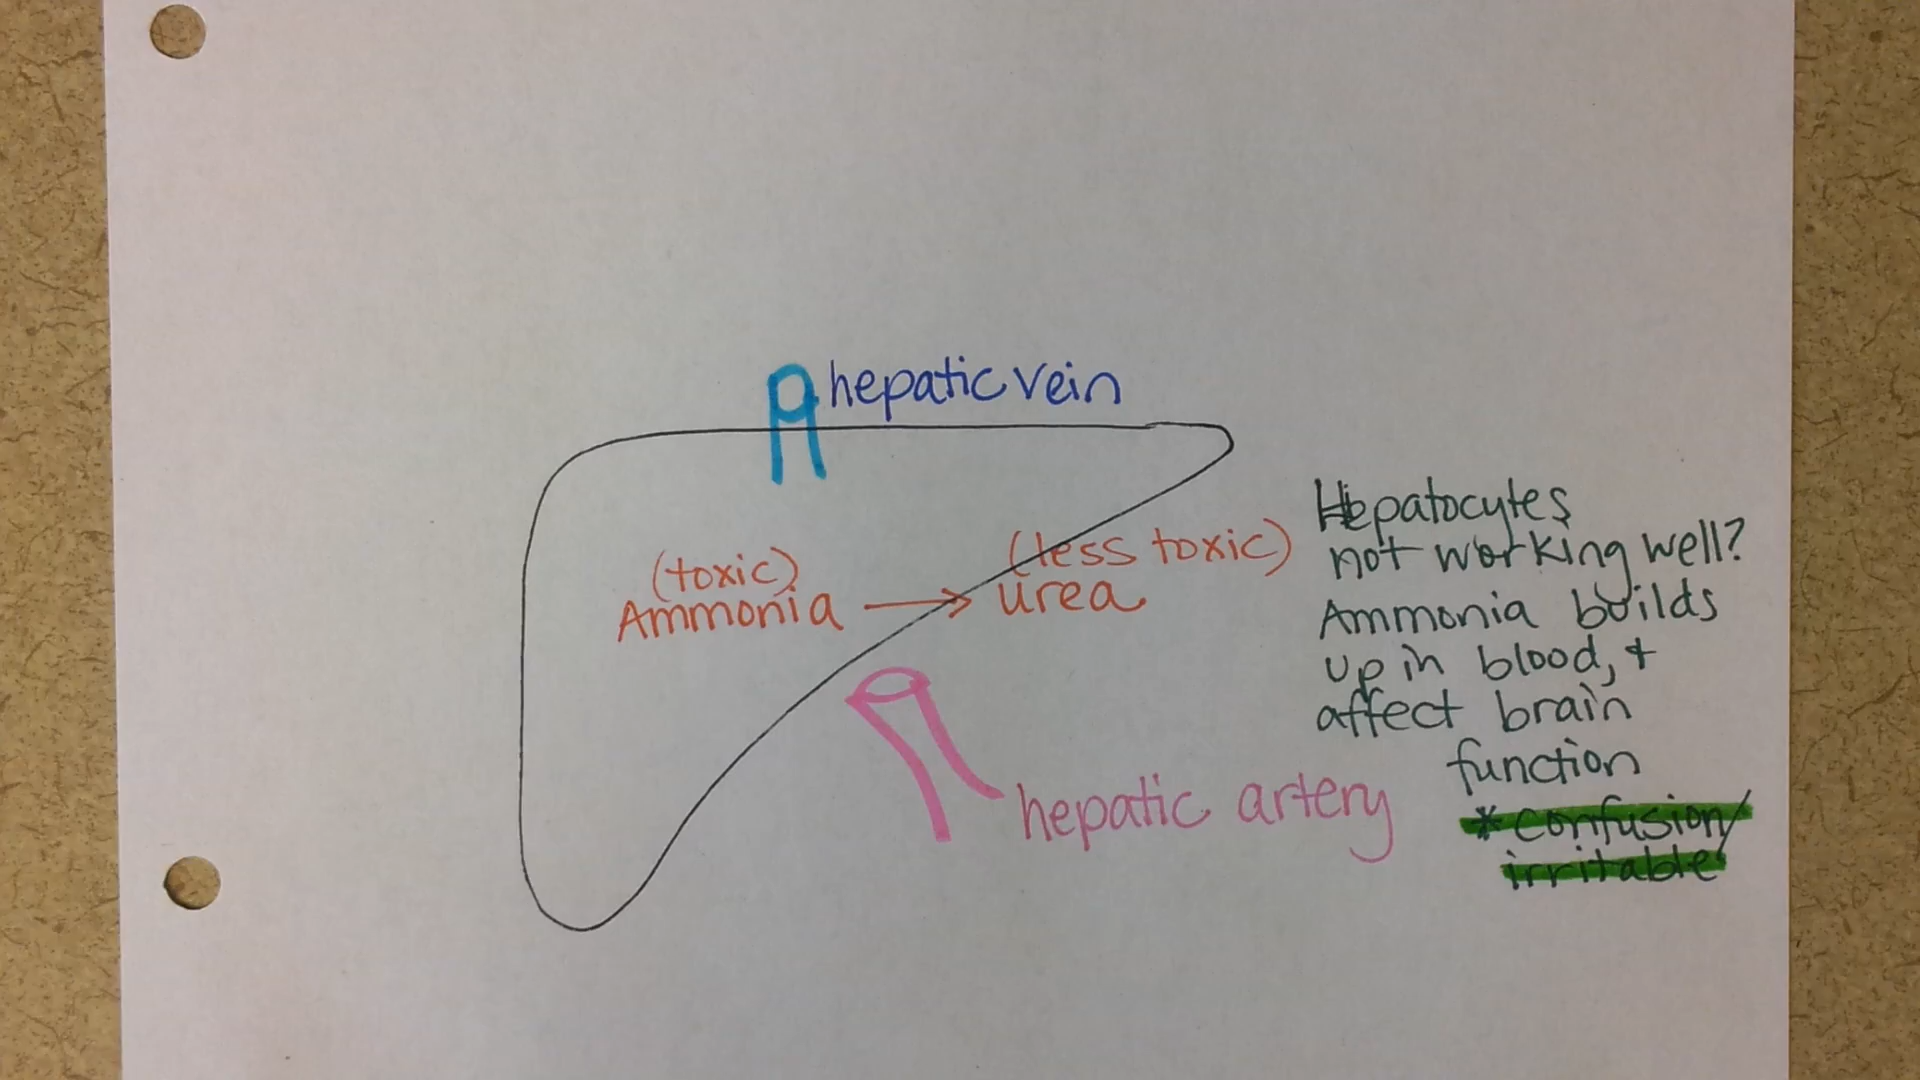 hepatic vein
(toxic)
Ammonia → urea
(less toxic)
hepatic artery
Hepatocytes
not working well?
Ammonia builds
up in blood, +
affect brain
function
* confusion/
irritable